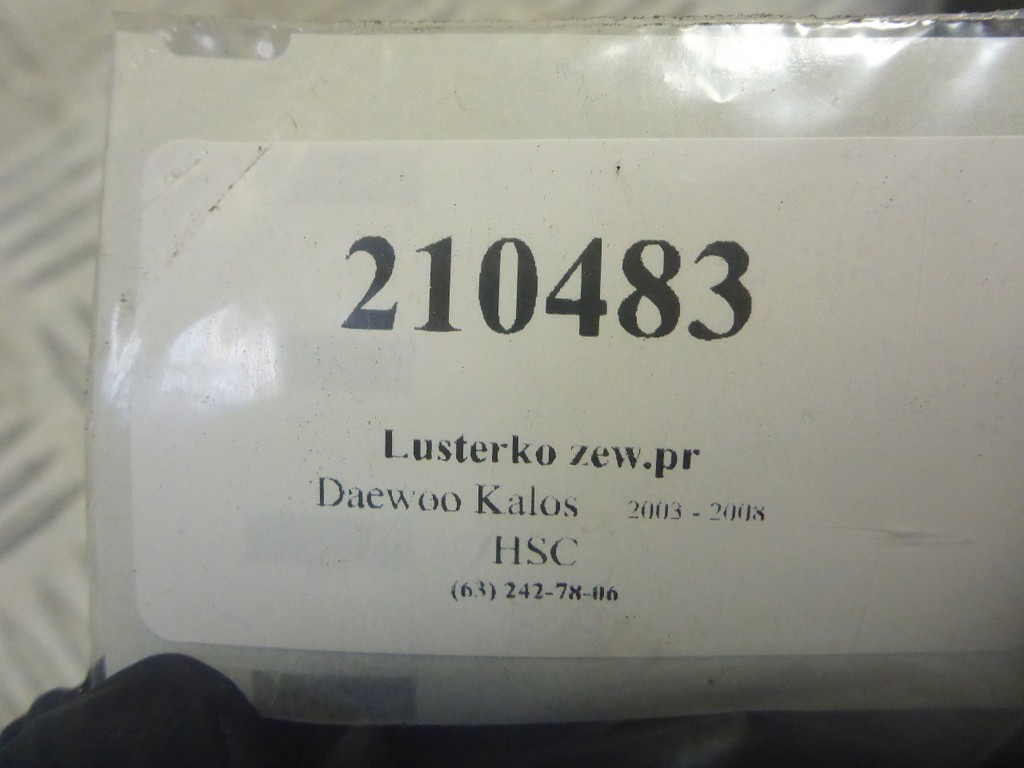 210483
Lusterko zew.pr
Daewoo Kalos 2003 - 2008
HSC
(63) 242-78-06